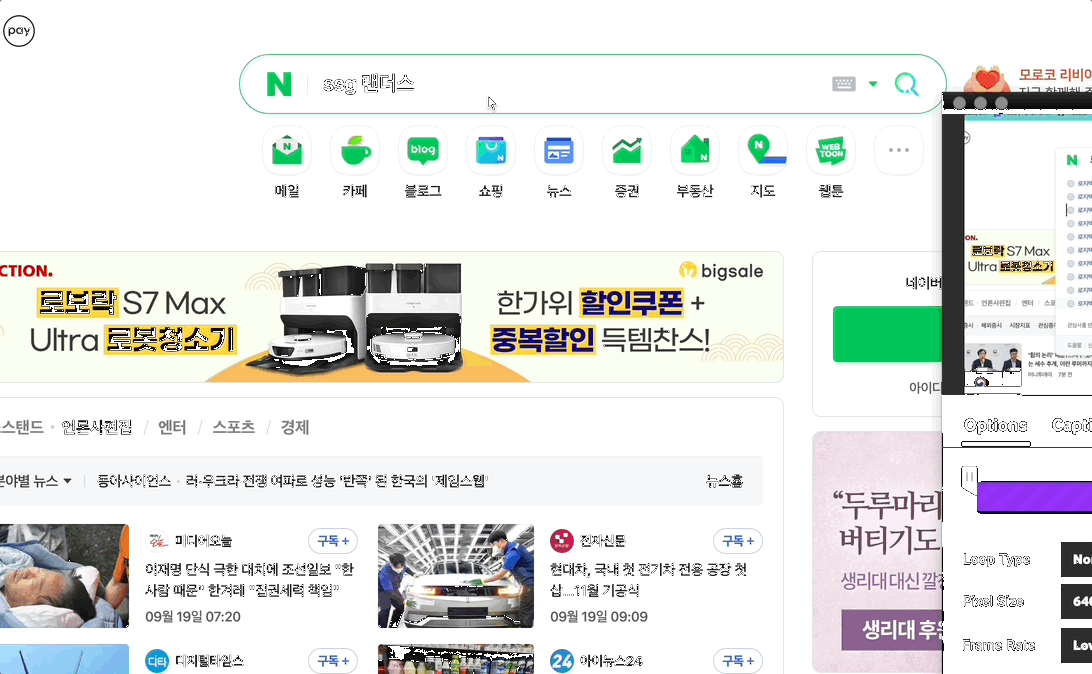 pay
N ssg 랜더스
모로코 리비아
메일 카페 블로그 쇼핑 뉴스 증권 부동산 지도 웹툰
blog
WEB TOON
CTION.
로보락 S7 Max
Ultra 로봇청소기
bigsale
한가위 할인쿠폰 +
중복할인 득템찬스!
네이버
아이디
스탠드 · 언론사편집 / 엔터 / 스포츠 / 경제
분야별 뉴스
동아사이언스 · 러·우크라 전쟁 여파로 성능 '반쪽' 된 한국의 '제임스웹'
뉴스홈
미디어오늘
구독 +
이재명 단식 극한 대치에 조선일보 "한
사람 때문" 한겨레 "집권세력 책임"
09월 19일 07:20
전자신문
구독 +
현대차, 국내 첫 전기차 전용 공장 첫
삽....11월 기공식
09월 19일 09:09
디타 디지털타임스
구독 +
24 아이뉴스24
구독 +
"두루마리
버티기도
생리대 대신 깔
생리대 후원
N
ON.
로보락 S7 Max
Ultra 로봇청소기
Options
Capti
Loop Type
No
Pixel Size
640
Frame Rate
Low